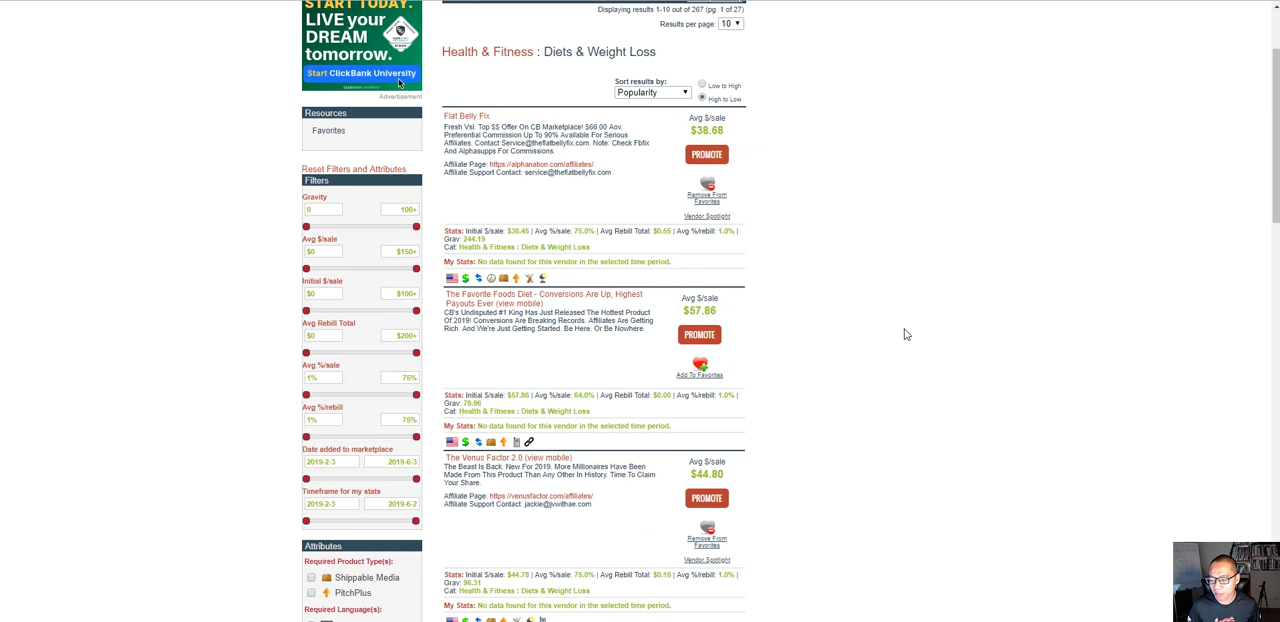 START TODAY.
LIVE your
DREAM
tomorrow.
Start ClickBank University
Advertisement
Resources
Favorites
Reset Filters and Attributes
Filters
Gravity
0 100+
Avg $/sale
$0 $150+
Initial $/sale
$0 $100+
Avg Rebill Total
$0 $200+
Avg %/sale
1% 75%
Avg %/rebill
1% 75%
Date added to marketplace
2019-2-3 2019-6-3
Timeframe for my stats
2019-2-3 2019-6-2
Attributes
Required Product Type(s):
Shippable Media
PitchPlus
Required Language(s):
Displaying results 1-10 out of 267 (pg. 1 of 27)
Results per page: 10
Health & Fitness : Diets & Weight Loss
Sort results by:
Popularity
Low to High
High to Low
Flat Belly Fix
Fresh Vsl. Top $$ Offer On CB Marketplace! $66.00 Aov.
Preferential Commission Up To 90% Available For Serious
Affiliates. Contact Service@theflatbellyfix.com. Note: Check Fbfix
And Alphasupps For Commissions.
Affiliate Page: https://alphanation.com/affiliates/
Affiliate Support Contact: service@theflatbellyfix.com
Avg $/sale
$38.68
PROMOTE
Remove From
Favorites
Vendor Spotlight
Stats: Initial $/sale: $38.45 | Avg %/sale: 75.0% | Avg Rebill Total: $0.55 | Avg %/rebill: 1.0% |
Grav: 244.19
Cat: Health & Fitness : Diets & Weight Loss
My Stats: No data found for this vendor in the selected time period.
The Favorite Foods Diet - Conversions Are Up, Highest
Payouts Ever (view mobile)
CB's Undisputed #1 King Has Just Released The Hottest Product
Of 2019! Conversions Are Breaking Records. Affiliates Are Getting
Rich. And We're Just Getting Started. Be Here. Or Be Nowhere.
Avg $/sale
$57.86
PROMOTE
Add To Favorites
Stats: Initial $/sale: $57.86 | Avg %/sale: 64.0% | Avg Rebill Total: $0.00 | Avg %/rebill: 1.0% |
Grav: 78.96
Cat: Health & Fitness : Diets & Weight Loss
My Stats: No data found for this vendor in the selected time period.
The Venus Factor 2.0 (view mobile)
The Beast Is Back. New For 2019. More Millionaires Have Been
Made From This Product Than Any Other In History. Time To Claim
Your Share.
Affiliate Page: https://venusfactor.com/affiliates/
Affiliate Support Contact: jackie@jvwithae.com
Avg $/sale
$44.80
PROMOTE
Remove From
Favorites
Vendor Spotlight
Stats: Initial $/sale: $44.78 | Avg %/sale: 75.0% | Avg Rebill Total: $0.16 | Avg %/rebill: 1.0% |
Grav: 96.31
Cat: Health & Fitness : Diets & Weight Loss
My Stats: No data found for this vendor in the selected time period.